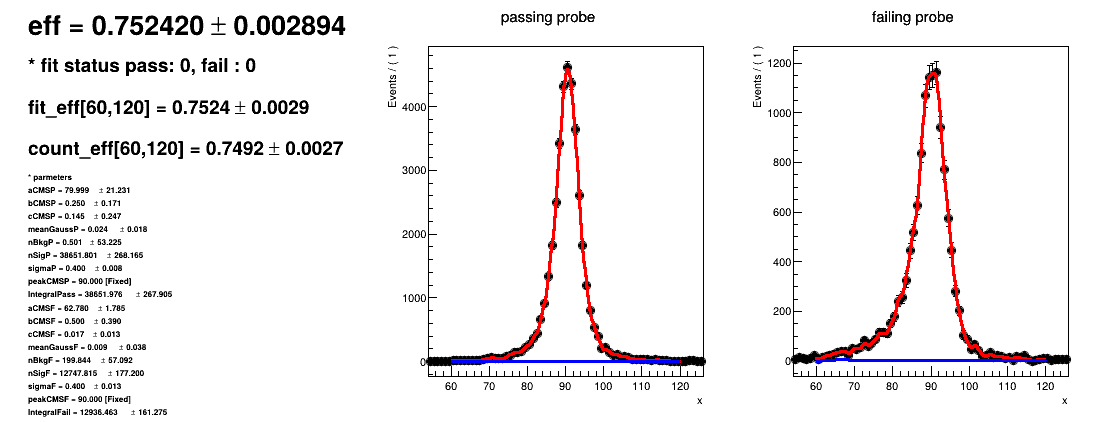 eff = 0.752420 ± 0.002894
* fit status pass: 0, fail : 0
fit_eff[60,120] = 0.7524 ± 0.0029
count_eff[60,120] = 0.7492 ± 0.0027
* parmeters
aCMSP = 79.999 ± 21.231
bCMSP = 0.250 ± 0.171
cCMSP = 0.145 ± 0.247
meanGaussP = 0.024 ± 0.018
nBkgP = 0.501 ± 53.225
nSigP = 38651.801 ± 268.165
sigmaP = 0.400 ± 0.008
peakCMSP = 90.000 [Fixed]
IntegralPass = 38651.976 ± 267.905
aCMSF = 62.780 ± 1.785
bCMSF = 0.500 ± 0.390
cCMSF = 0.017 ± 0.013
meanGaussF = 0.009 ± 0.038
nBkgF = 199.844 ± 57.092
nSigF = 12747.815 ± 177.200
sigmaF = 0.400 ± 0.013
peakCMSF = 90.000 [Fixed]
IntegralFail = 12936.463 ± 161.275
passing probe
Events / ( 1 )
4000
3000
2000
1000
0
60 70 80 90 100 110 120
x
failing probe
Events / ( 1 )
1200
1000
800
600
400
200
0
60 70 80 90 100 110 120
x